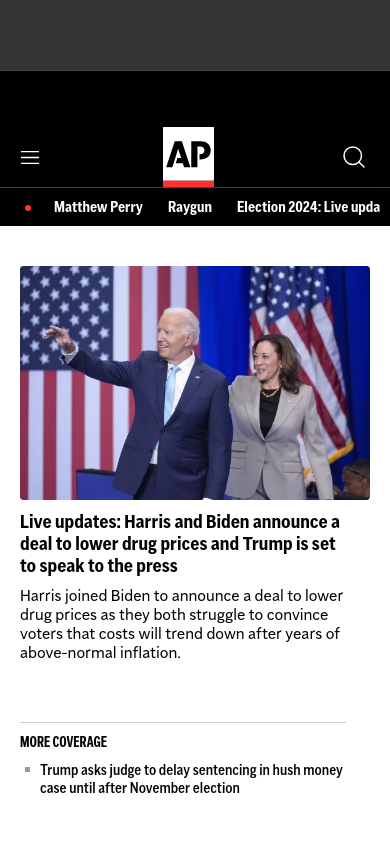 AP
Matthew Perry Raygun Election 2024: Live upda
Live updates: Harris and Biden announce a
deal to lower drug prices and Trump is set
to speak to the press
Harris joined Biden to announce a deal to lower
drug prices as they both struggle to convince
voters that costs will trend down after years of
above-normal inflation.
MORE COVERAGE
Trump asks judge to delay sentencing in hush money
case until after November election